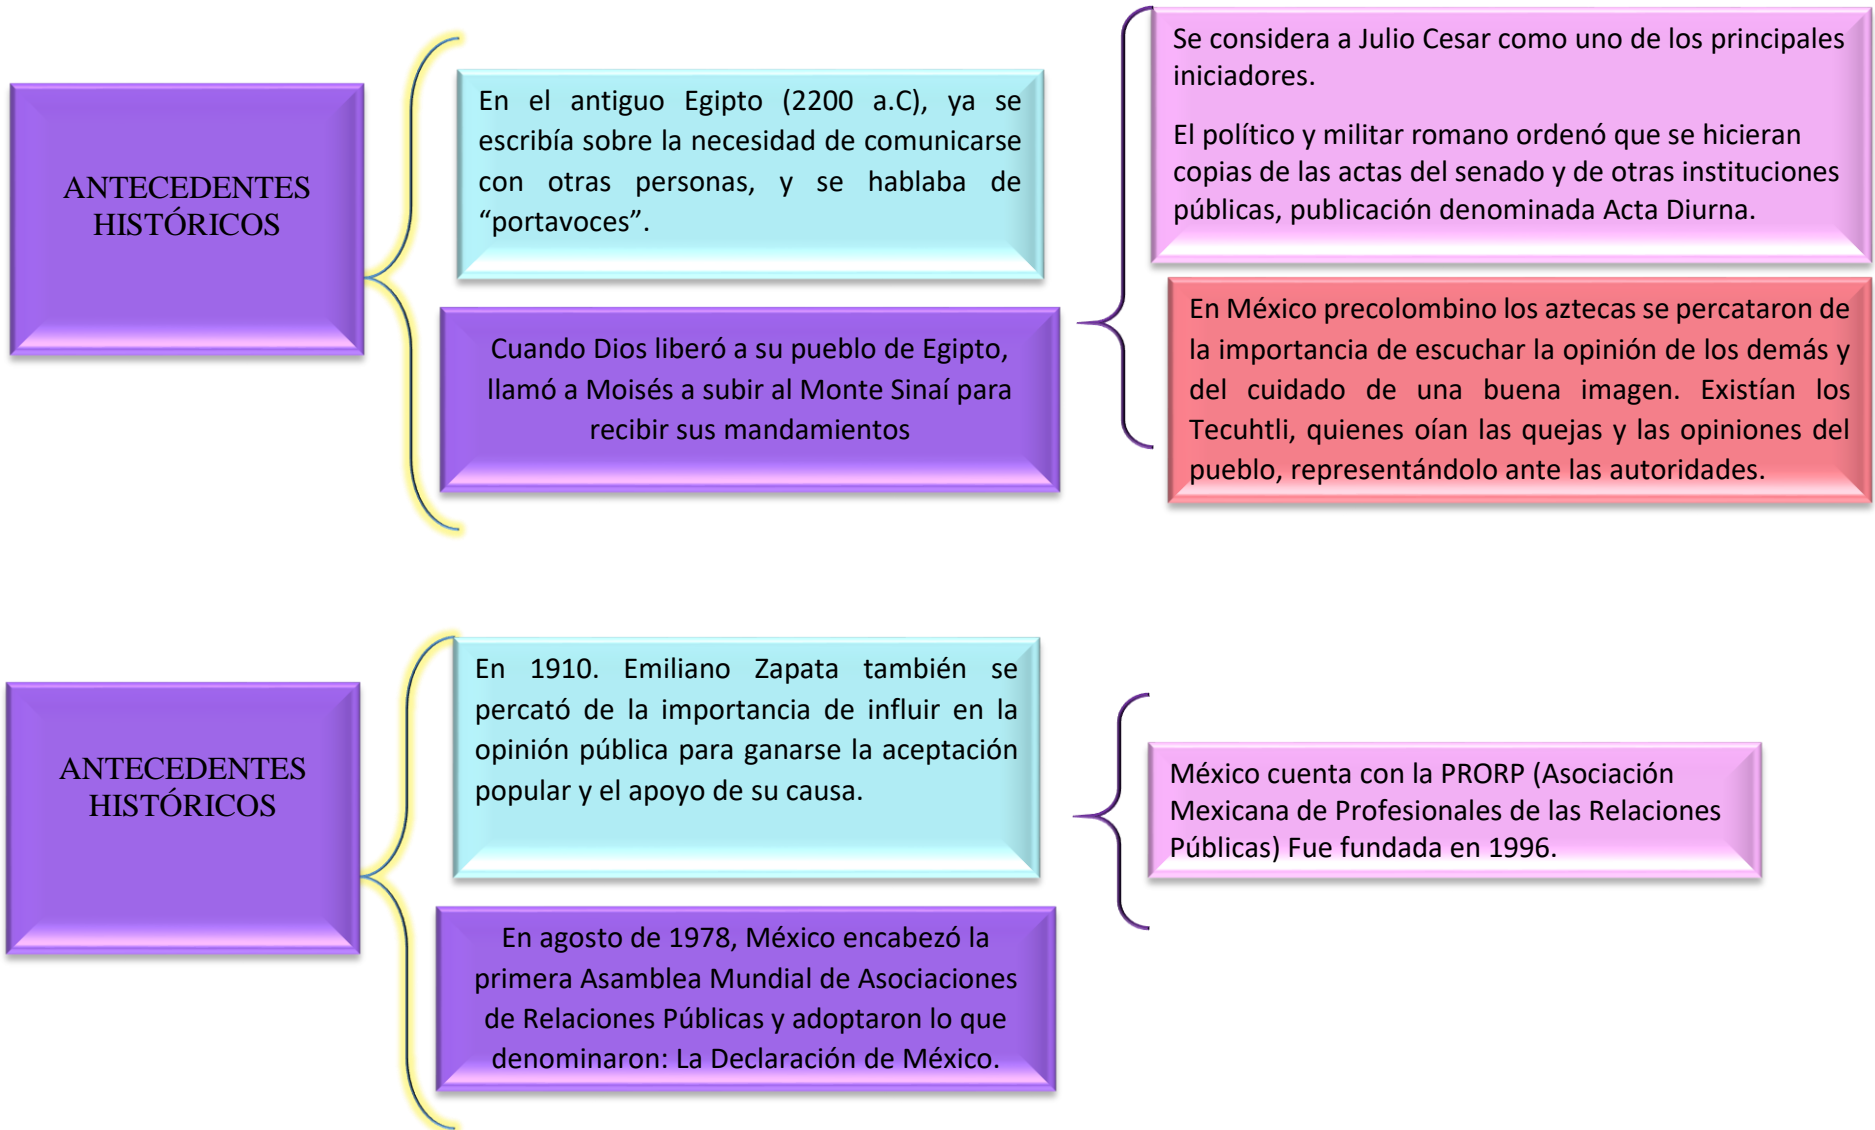 ANTECEDENTES
HISTÓRICOS
En el antiguo Egipto (2200 a.C), ya se
escribía sobre la necesidad de comunicarse
con otras personas, y se hablaba de
“portavoces”.
Cuando Dios liberó a su pueblo de Egipto,
llamó a Moisés a subir al Monte Sinaí para
recibir sus mandamientos
Se considera a Julio Cesar como uno de los principales
iniciadores.
El político y militar romano ordenó que se hicieran
copias de las actas del senado y de otras instituciones
públicas, publicación denominada Acta Diurna.
En México precolombino los aztecas se percataron de
la importancia de escuchar la opinión de los demás y
del cuidado de una buena imagen. Existían los
Tecuhtli, quienes oían las quejas y las opiniones del
pueblo, representándolo ante las autoridades.
ANTECEDENTES
HISTÓRICOS
En 1910. Emiliano Zapata también se
percató de la importancia de influir en la
opinión pública para ganarse la aceptación
popular y el apoyo de su causa.
En agosto de 1978, México encabezó la
primera Asamblea Mundial de Asociaciones
de Relaciones Públicas y adoptaron lo que
denominaron: La Declaración de México.
México cuenta con la PRORP (Asociación
Mexicana de Profesionales de las Relaciones
Públicas) Fue fundada en 1996.